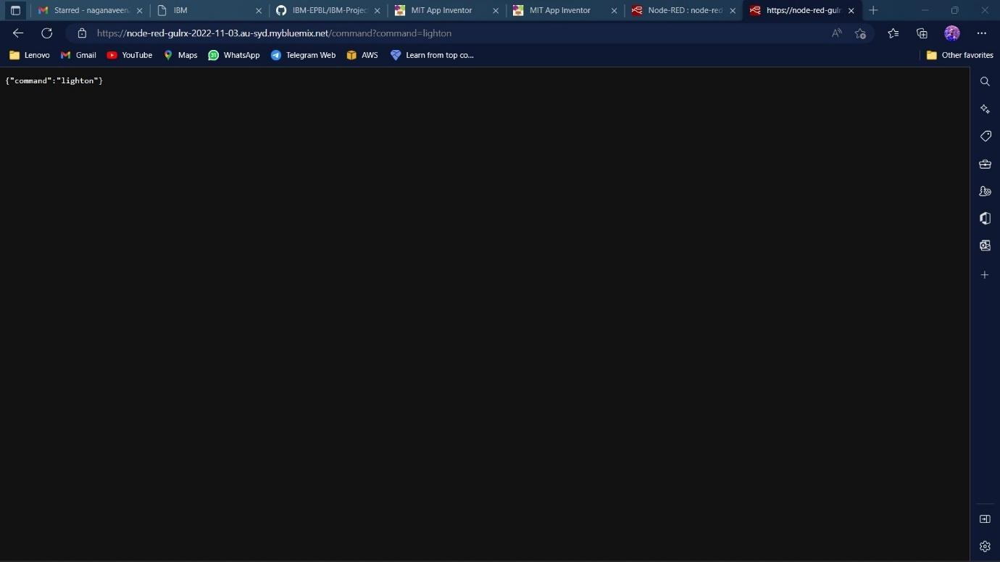 Starred - naganaveen
IBM
IBM-EPBL/IBM-Projec
MIT App Inventor
MIT App Inventor
Node-RED : node-red
https://node-red-gulr
https://node-red-gulrx-2022-11-03.au-syd.mybluemix.net/command?command=lighton
Lenovo
Gmail
YouTube
Maps
WhatsApp
Telegram Web
AWS
Learn from top co...
Other favorites
{"command":"lighton"}